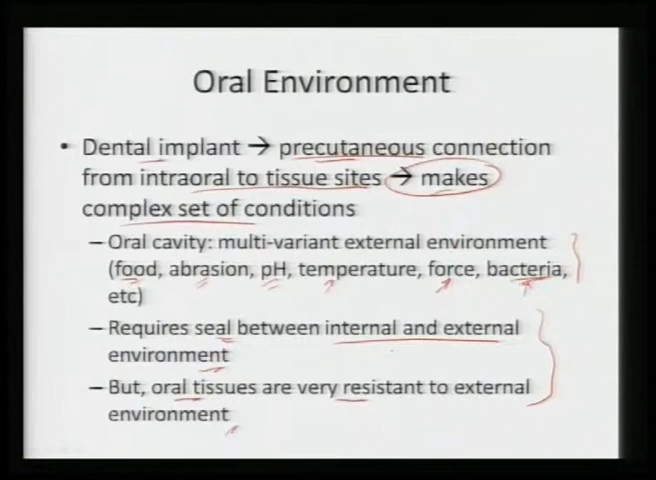 Oral Environment
• Dental implant → precutaneous connection
from intraoral to tissue sites → makes
complex set of conditions
– Oral cavity: multi-variant external environment
(food, abrasion, pH, temperature, force, bacteria,
etc)
– Requires seal between internal and external
environment
– But, oral tissues are very resistant to external
environment